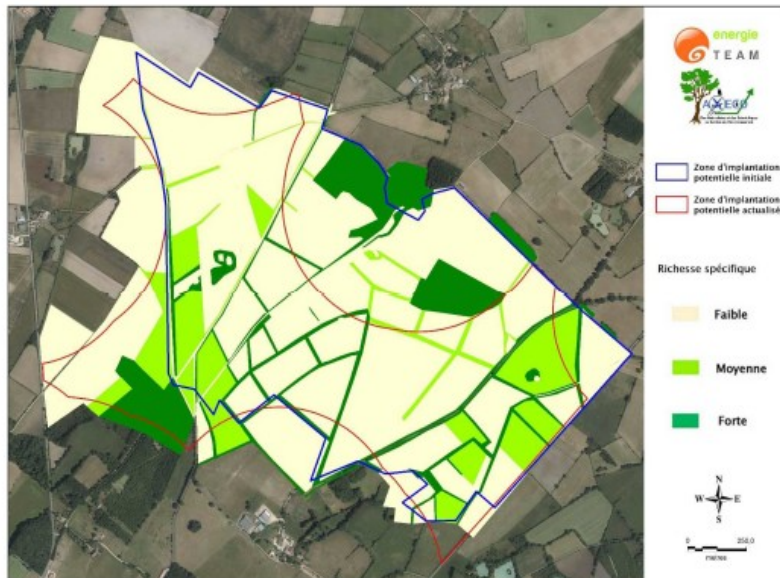 energie
TEAM
AXECO
Zone d'implantation
potentielle initiale
Zone d'implantation
potentielle actualisé
Richesse spécifique
Faible
Moyenne
Forte
N
W E
S
0 250,0
mètres